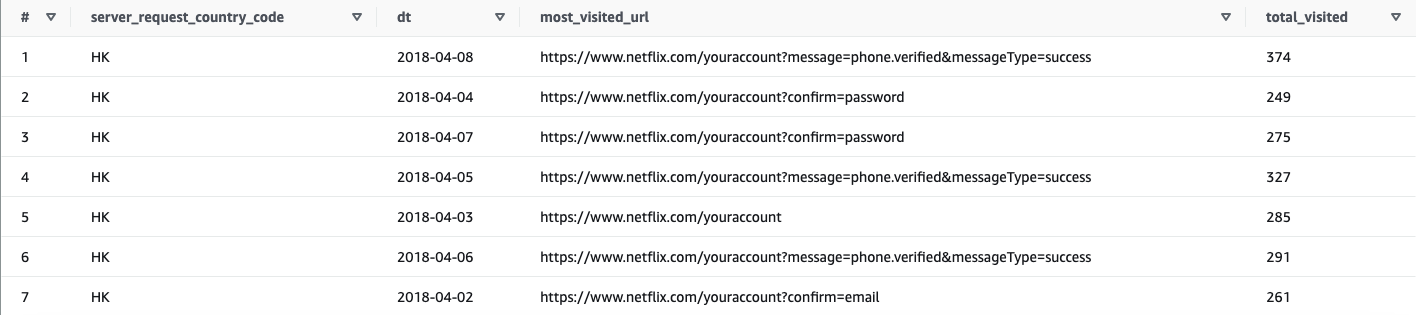 # server_request_country_code dt most_visited_url total_visited
1 HK 2018-04-08 https://www.netflix.com/youraccount?message=phone.verified&messageType=success 374
2 HK 2018-04-04 https://www.netflix.com/youraccount?confirm=password 249
3 HK 2018-04-07 https://www.netflix.com/youraccount?confirm=password 275
4 HK 2018-04-05 https://www.netflix.com/youraccount?message=phone.verified&messageType=success 327
5 HK 2018-04-03 https://www.netflix.com/youraccount 285
6 HK 2018-04-06 https://www.netflix.com/youraccount?message=phone.verified&messageType=success 291
7 HK 2018-04-02 https://www.netflix.com/youraccount?confirm=email 261